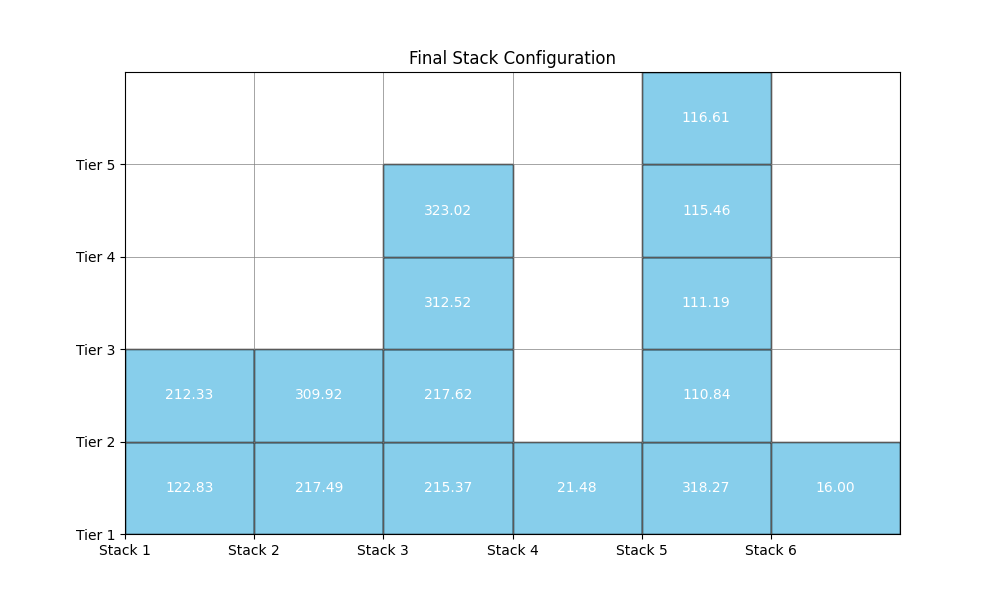 Final Stack Configuration
116.61
Tier 5
323.02 115.46
Tier 4
312.52 111.19
Tier 3
212.33 309.92 217.62 110.84
Tier 2
122.83 217.49 215.37 21.48 318.27 16.00
Tier 1
Stack 1 Stack 2 Stack 3 Stack 4 Stack 5 Stack 6